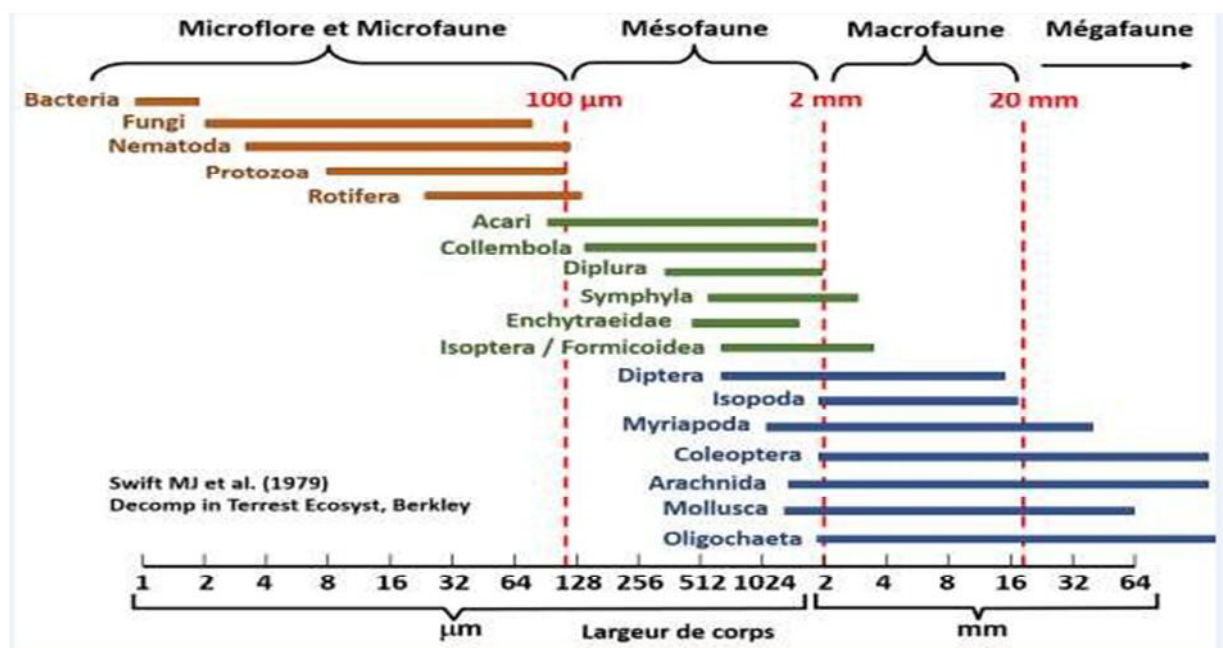 Microflore et Microfaune Mésofaune Macrofaune Mégafaune
Bacteria 100 µm 2 mm 20 mm
Fungi
Nematoda
Protozoa
Rotifera
Acari
Collembola
Diplura
Symphyla
Enchytraeidae
Isoptera / Formicoidea
Diptera
Isopoda
Myriapoda
Coleoptera
Arachnida
Mollusca
Oligochaeta
Swift MJ et al. (1979)
Decomp in Terrest Ecosyst, Berkley
1 2 4 8 16 32 64 128 256 512 1024 2 4 8 16 32 64
µm Largeur de corps mm